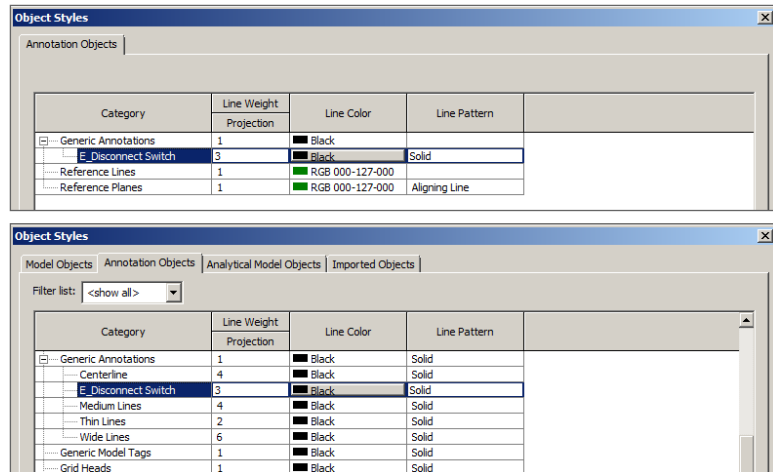 Object Styles
Annotation Objects
Category Line Weight Line Color Line Pattern
Projection
Generic Annotations 1 Black
E_Disconnect Switch 3 Black Solid
Reference Lines 1 RGB 000-127-000
Reference Planes 1 RGB 000-127-000 Aligning Line
Object Styles
Model Objects Annotation Objects Analytical Model Objects Imported Objects
Filter list: <show all>
Category Line Weight Line Color Line Pattern
Projection
Generic Annotations 1 Black Solid
Centerline 4 Black Solid
E_Disconnect Switch 3 Black Solid
Medium Lines 4 Black Solid
Thin Lines 2 Black Solid
Wide Lines 6 Black Solid
Generic Model Tags 1 Black Solid
Grid Heads 1 Black Solid